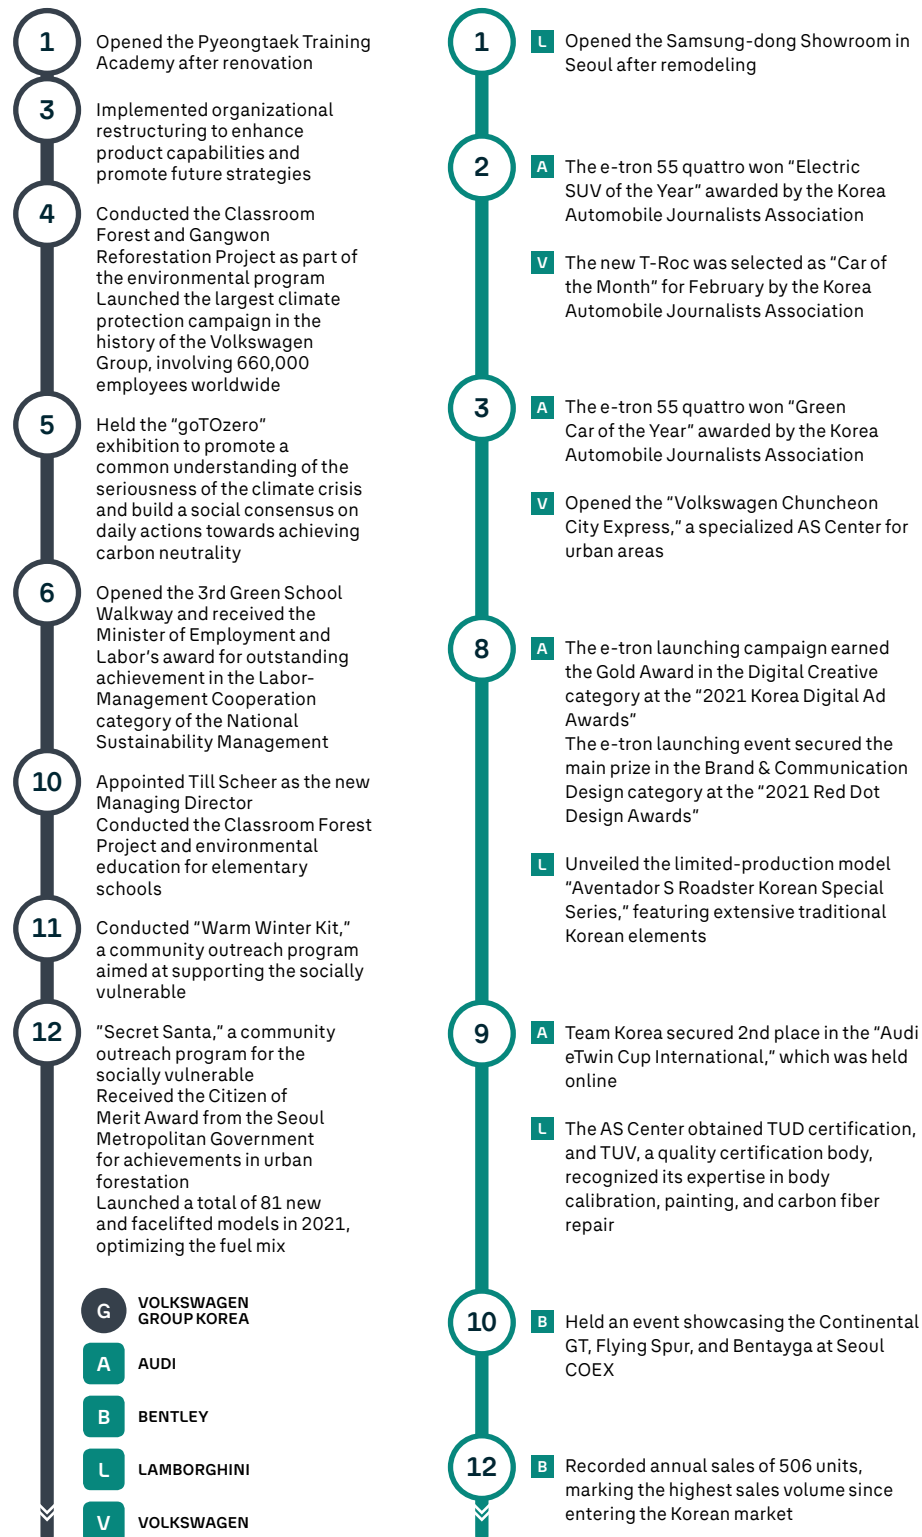 1
Opened the Pyeongtaek Training
Academy after renovation
3
Implemented organizational
restructuring to enhance
product capabilities and
promote future strategies
4
Conducted the Classroom
Forest and Gangwon
Reforestation Project as part of
the environmental program
Launched the largest climate
protection campaign in the
history of the Volkswagen
Group, involving 660,000
employees worldwide
5
Held the “goTOzero”
exhibition to promote a
common understanding of the
seriousness of the climate crisis
and build a social consensus on
daily actions towards achieving
carbon neutrality
6
Opened the 3rd Green School
Walkway and received the
Minister of Employment and
Labor’s award for outstanding
achievement in the Labor-
Management Cooperation
category of the National
Sustainability Management
10
Appointed Till Scheer as the new
Managing Director
Conducted the Classroom Forest
Project and environmental
education for elementary
schools
11
Conducted “Warm Winter Kit,”
a community outreach program
aimed at supporting the socially
vulnerable
12
“Secret Santa,” a community
outreach program for the
socially vulnerable
Received the Citizen of
Merit Award from the Seoul
Metropolitan Government
for achievements in urban
forestation
Launched a total of 81 new
and facelifted models in 2021,
optimizing the fuel mix
G VOLKSWAGEN
GROUP KOREA
A AUDI
B BENTLEY
L LAMBORGHINI
V VOLKSWAGEN
1
L Opened the Samsung-dong Showroom in
Seoul after remodeling
2
A The e-tron 55 quattro won “Electric
SUV of the Year” awarded by the Korea
Automobile Journalists Association
V The new T-Roc was selected as “Car of
the Month” for February by the Korea
Automobile Journalists Association
3
A The e-tron 55 quattro won “Green
Car of the Year” awarded by the Korea
Automobile Journalists Association
V Opened the “Volkswagen Chuncheon
City Express,” a specialized AS Center for
urban areas
8
A The e-tron launching campaign earned
the Gold Award in the Digital Creative
category at the “2021 Korea Digital Ad
Awards”
The e-tron launching event secured the
main prize in the Brand & Communication
Design category at the “2021 Red Dot
Design Awards”
L Unveiled the limited-production model
“Aventador S Roadster Korean Special
Series,” featuring extensive traditional
Korean elements
9
A Team Korea secured 2nd place in the “Audi
eTwin Cup International,” which was held
online
L The AS Center obtained TUD certification,
and TUV, a quality certification body,
recognized its expertise in body
calibration, painting, and carbon fiber
repair
10
B Held an event showcasing the Continental
GT, Flying Spur, and Bentayga at Seoul
COEX
12
B Recorded annual sales of 506 units,
marking the highest sales volume since
entering the Korean market